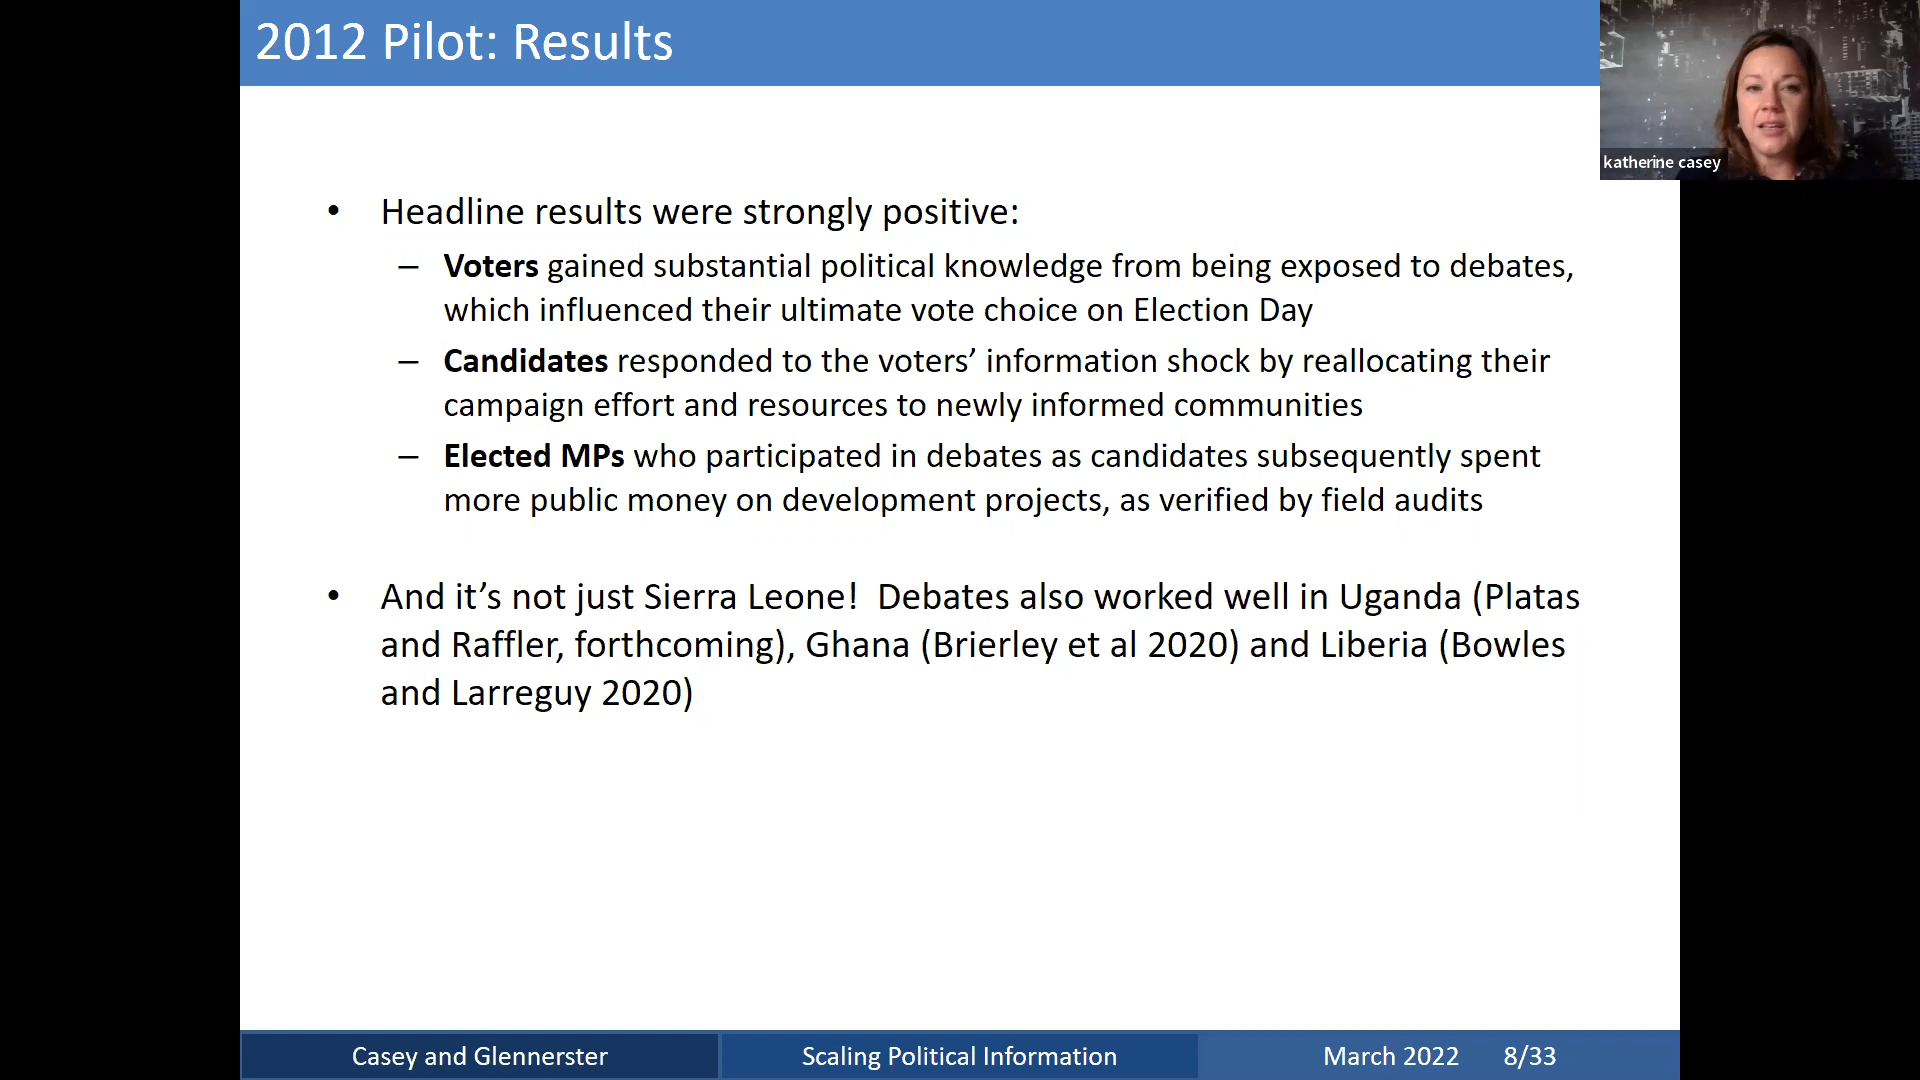 2012 Pilot: Results
katherine casey
• Headline results were strongly positive:
– Voters gained substantial political knowledge from being exposed to debates,
which influenced their ultimate vote choice on Election Day
– Candidates responded to the voters’ information shock by reallocating their
campaign effort and resources to newly informed communities
– Elected MPs who participated in debates as candidates subsequently spent
more public money on development projects, as verified by field audits
• And it’s not just Sierra Leone! Debates also worked well in Uganda (Platas
and Raffler, forthcoming), Ghana (Brierley et al 2020) and Liberia (Bowles
and Larreguy 2020)
Casey and Glennerster
Scaling Political Information
March 2022 8/33